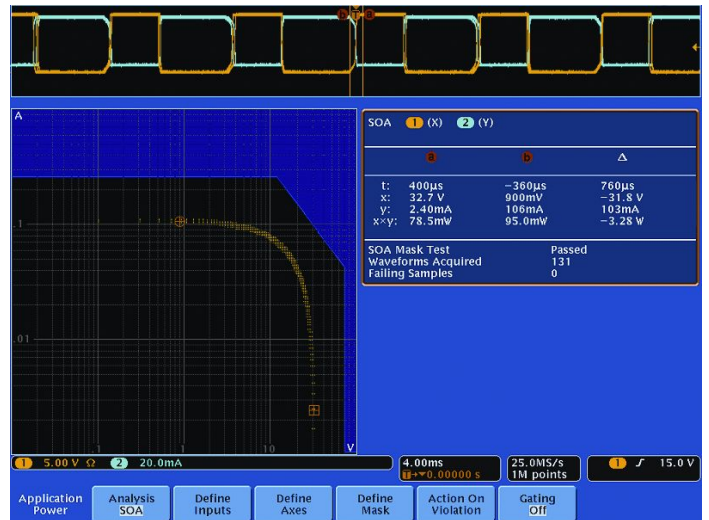 b T a
A
SOA 1 (X) 2 (Y)
a b Δ
t: 400µs −360µs 760µs
x: 32.7 V 900mV −31.8 V
y: 2.40mA 106mA 103mA
x×y: 78.5mW 95.0mW −3.28 W
SOA Mask Test Passed
Waveforms Acquired 131
Failing Samples 0
.1
.01
.1 1 10 V
1 5.00 V Ω 2 20.0mA
4.00ms 25.0MS/s 1 15.0 V
T→▼0.00000 s 1M points
Application Power
Analysis SOA
Define Inputs
Define Axes
Define Mask
Action On Violation
Gating Off